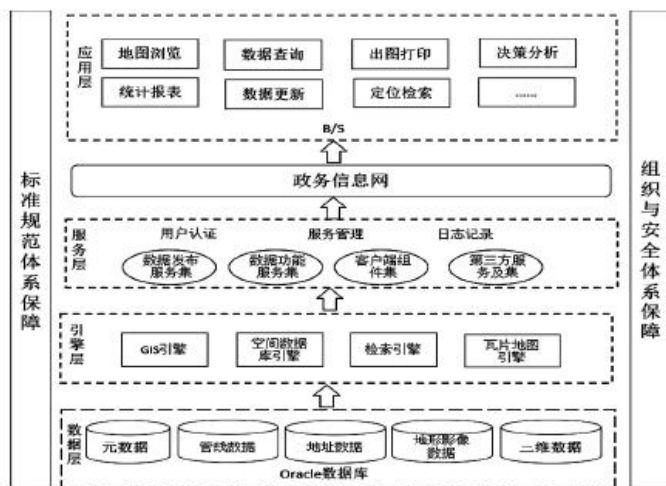 标准规范体系保障
应用层
地图浏览
数据查询
出图打印
决策分析
统计报表
数据更新
定位检索
......
B/S
政务信息网
服务层
用户认证
服务管理
日志记录
数据发布
服务集
数据功能
服务集
客户端组
件集
第三方服
务及集
引擎层
GIS引擎
空间数据
库引擎
检索引擎
瓦片地图
引擎
数据层
元数据
管线数据
地址数据
地形影像
数据
三维数据
Oracle数据库
组织与安全体系保障